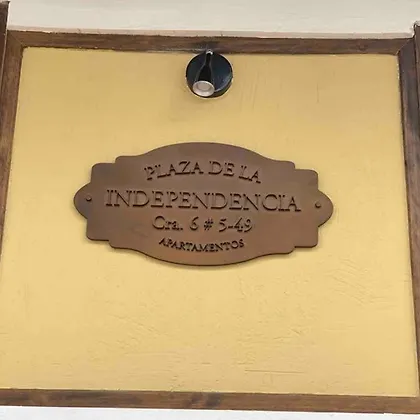 PLAZA DE LA
INDEPENDENCIA
Cra. 6 # 5-49
APARTAMENTOS